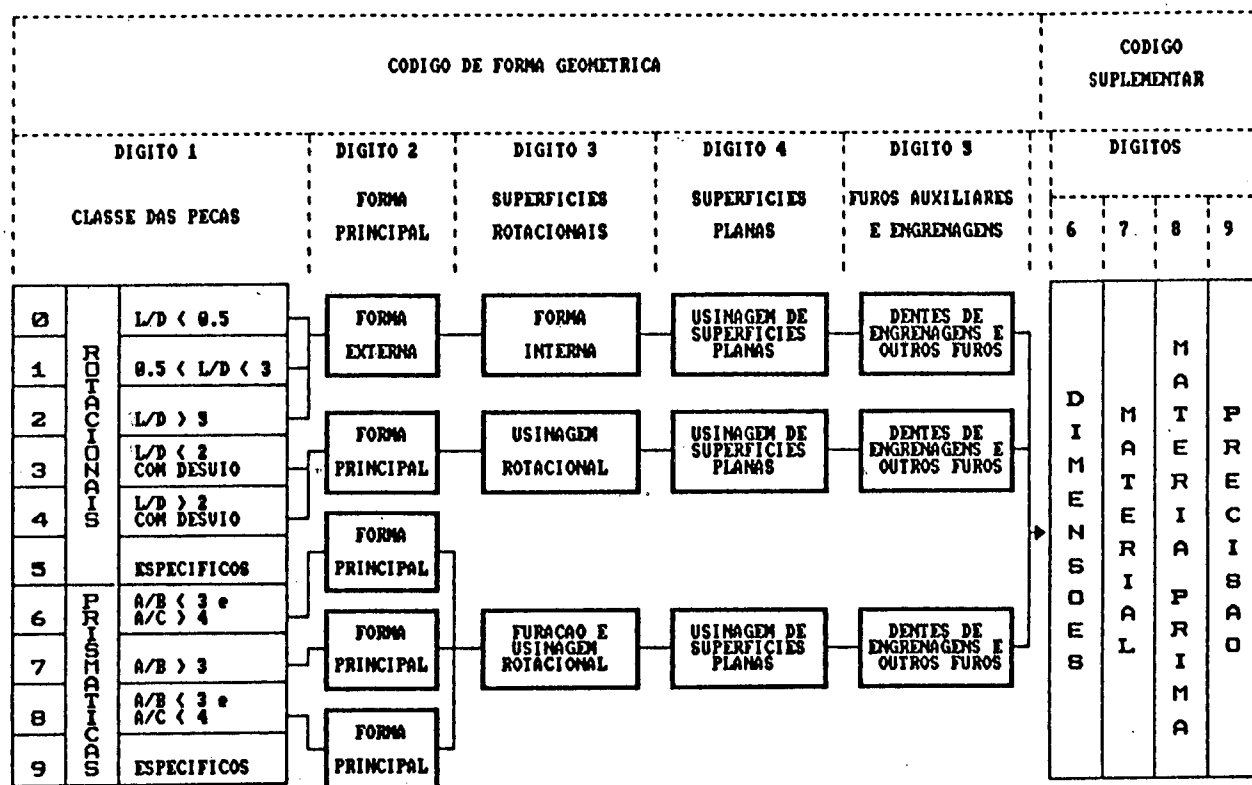 CODIGO DE FORMA GEOMETRICA
CODIGO
SUPLEMENTAR
DIGITO 1
CLASSE DAS PECAS
DIGITO 2
FORMA
PRINCIPAL
DIGITO 3
SUPERFICIES
ROTACIONAIS
DIGITO 4
SUPERFICIES
PLANAS
DIGITO 5
FUROS AUXILIARES
E ENGRENAGENS
DIGITOS
6 7 8 9
ROTACIONAIS
0 L/D < 0.5
1 0.5 < L/D < 3
2 L/D > 3
3 L/D < 2
COM DESVIO
4 L/D > 2
COM DESVIO
5 ESPECIFICOS
PRISMATICAS
6 A/B < 3 e
A/C > 4
7 A/B > 3
8 A/B < 3 e
A/C < 4
9 ESPECIFICOS
FORMA
EXTERNA
FORMA
INTERNA
USINAGEM DE
SUPERFICIES
PLANAS
DENTES DE
ENGRENAGENS E
OUTROS FUROS
FORMA
PRINCIPAL
USINAGEM
ROTACIONAL
USINAGEM DE
SUPERFICIES
PLANAS
DENTES DE
ENGRENAGENS E
OUTROS FUROS
FORMA
PRINCIPAL
FORMA
PRINCIPAL
FURACAO E
USINAGEM
ROTACIONAL
USINAGEM DE
SUPERFICIES
PLANAS
DENTES DE
ENGRENAGENS E
OUTROS FUROS
FORMA
PRINCIPAL
DIMENSOES
MATERIAL
MATERIA PRIMA
PRECISAO